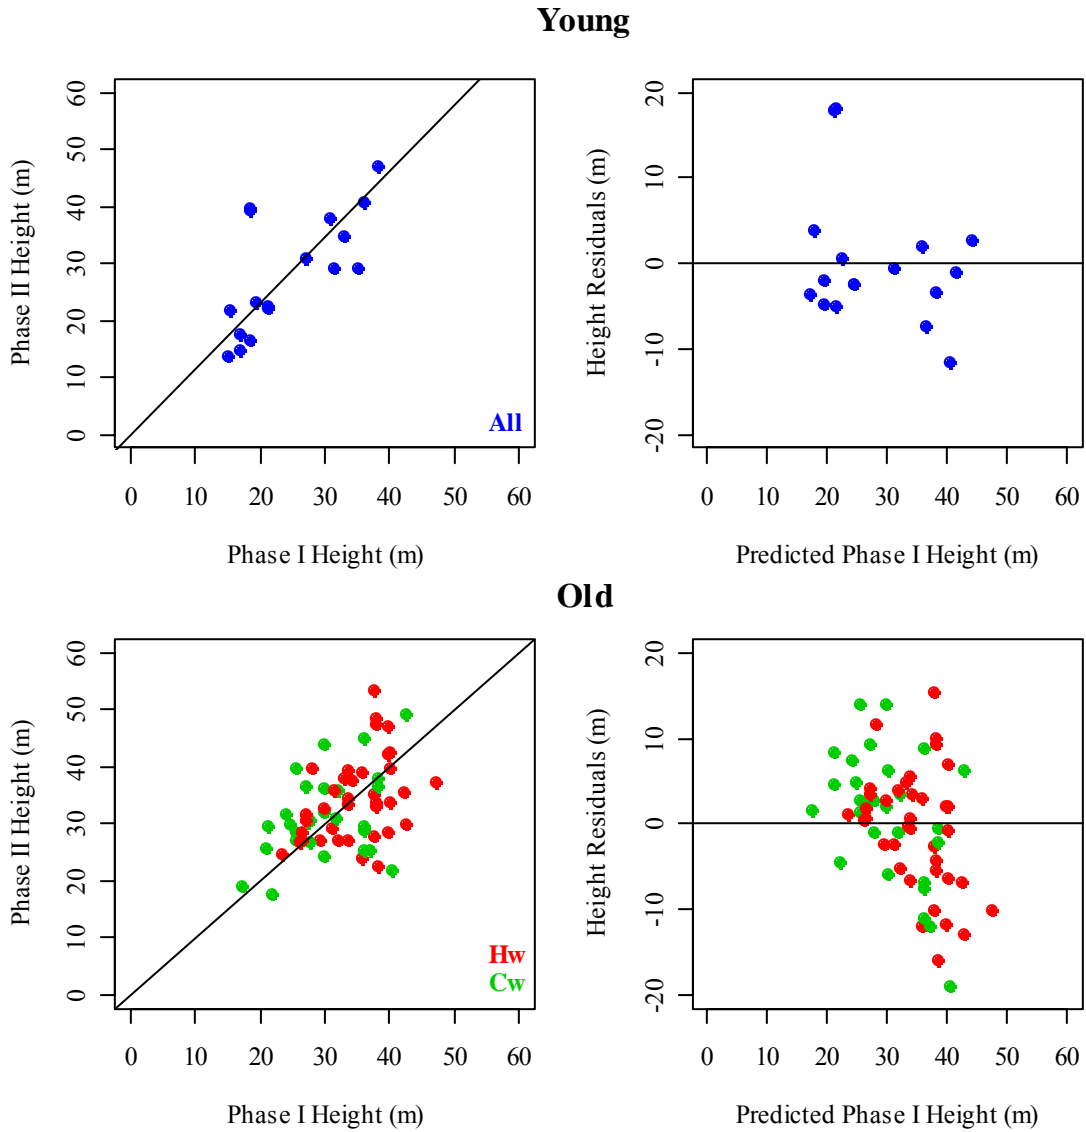 Young
60
50
40
30
20
10
0
Phase II Height (m)
All
0 10 20 30 40 50 60
Phase I Height (m)
20
10
0
-10
-20
Height Residuals (m)
0 10 20 30 40 50 60
Predicted Phase I Height (m)
Old
60
50
40
30
20
10
0
Phase II Height (m)
Hw
Cw
0 10 20 30 40 50 60
Phase I Height (m)
20
10
0
-10
-20
Height Residuals (m)
0 10 20 30 40 50 60
Predicted Phase I Height (m)